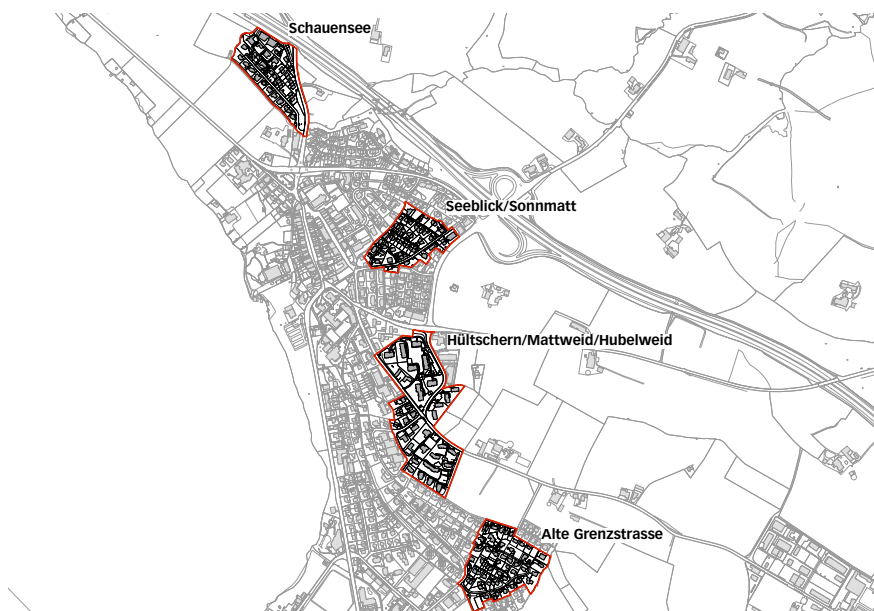 Schauensee
Seeblick/Sonnmatt
Hültschern/Mattweid/Hubelweid
Alte Grenzstrasse